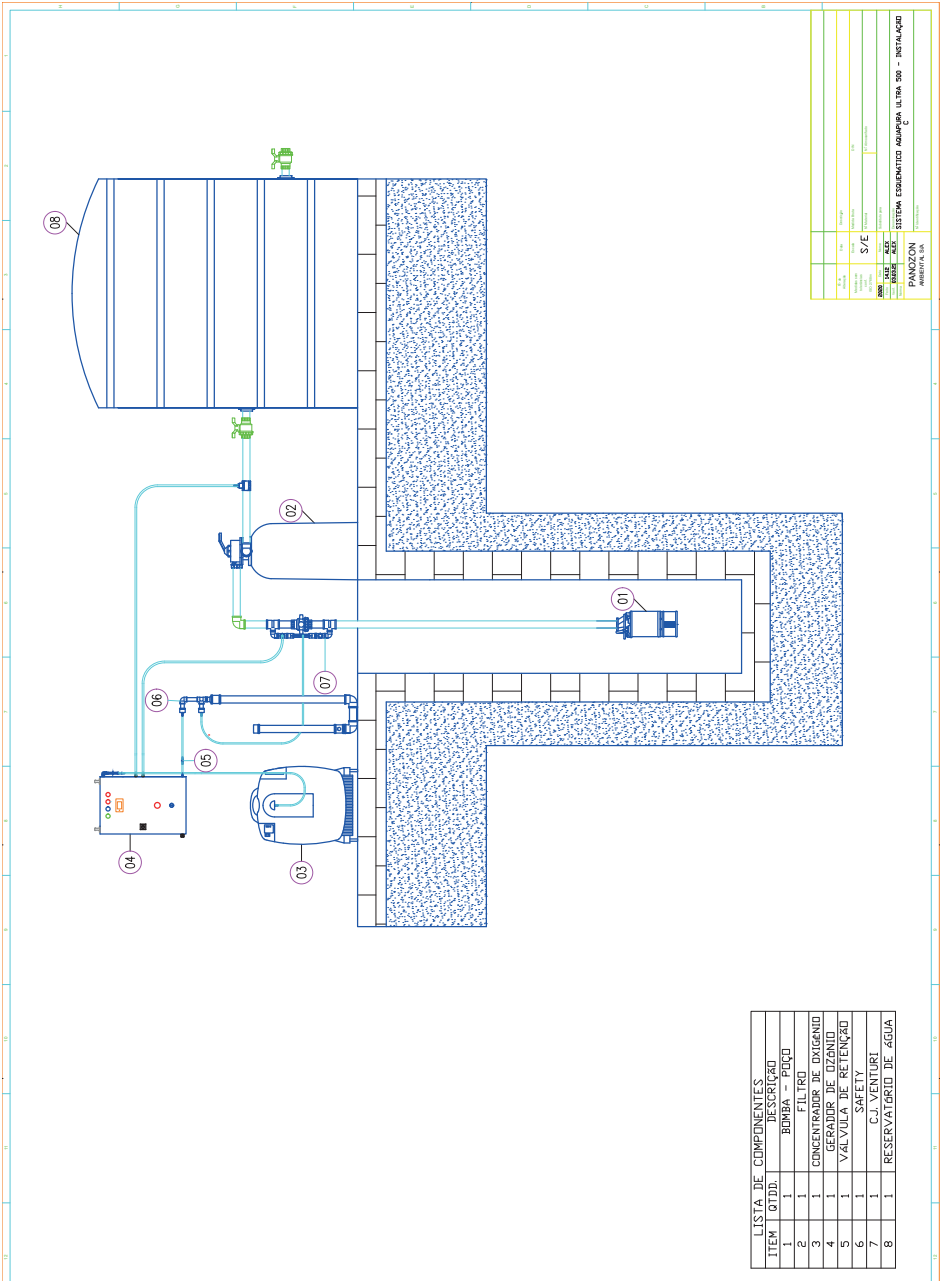 08
02
01
07
06
05
04
03
LISTA DE COMPONENTES
ITEM QTDD. DESCRIÇÃO
1 1 BOMBA - POÇO
2 1 FILTRO
3 1 CONCENTRADOR DE OXIGÊNIO
4 1 GERADOR DE OZÔNIO
5 1 VÁLVULA DE RETENÇÃO
6 1 SAFETY
7 1 CJ. VENTURI
8 1 RESERVATÓRIO DE ÁGUA
S/E
2020
ALEX
ALEX
SISTEMA ESQUEMÁTICO AQUAPURA ULTRA 500 - INSTALAÇÃO
C
PANOZON
AMBIENTAL S.A.